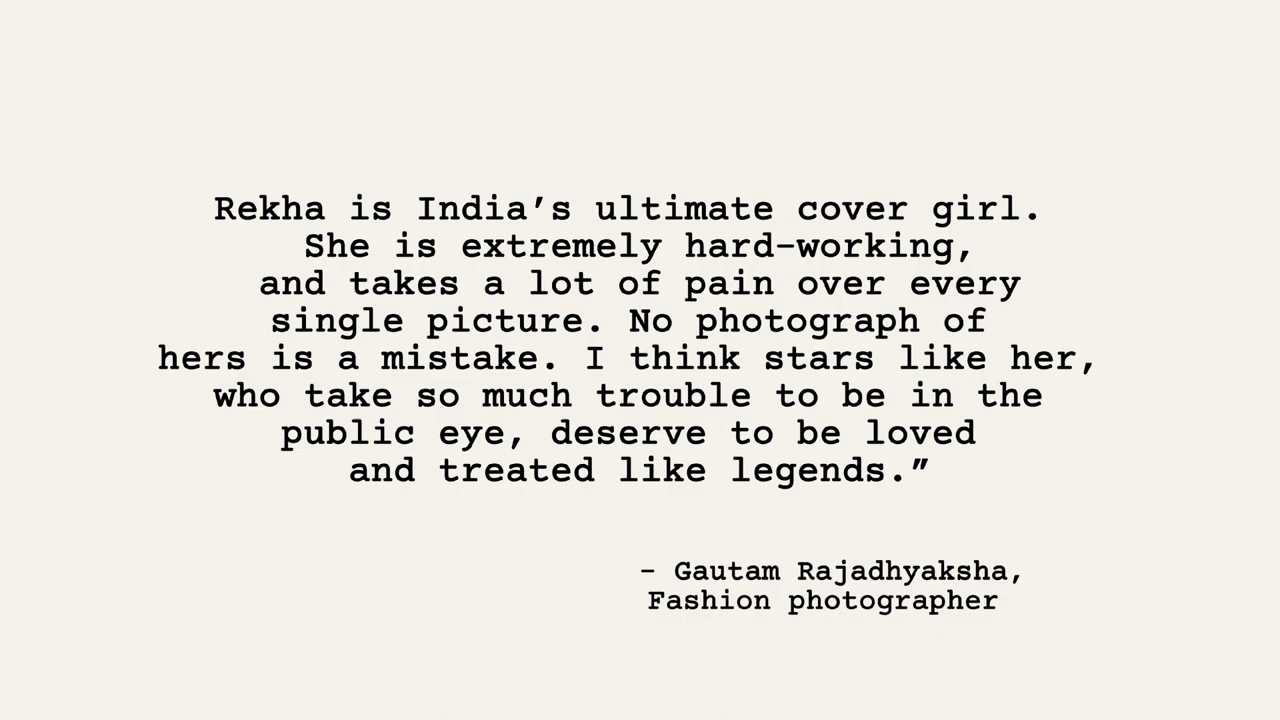 Rekha is India’s ultimate cover girl.
She is extremely hard-working,
and takes a lot of pain over every
single picture. No photograph of
hers is a mistake. I think stars like her,
who take so much trouble to be in the
public eye, deserve to be loved
and treated like legends.”
– Gautam Rajadhyaksha,
Fashion photographer